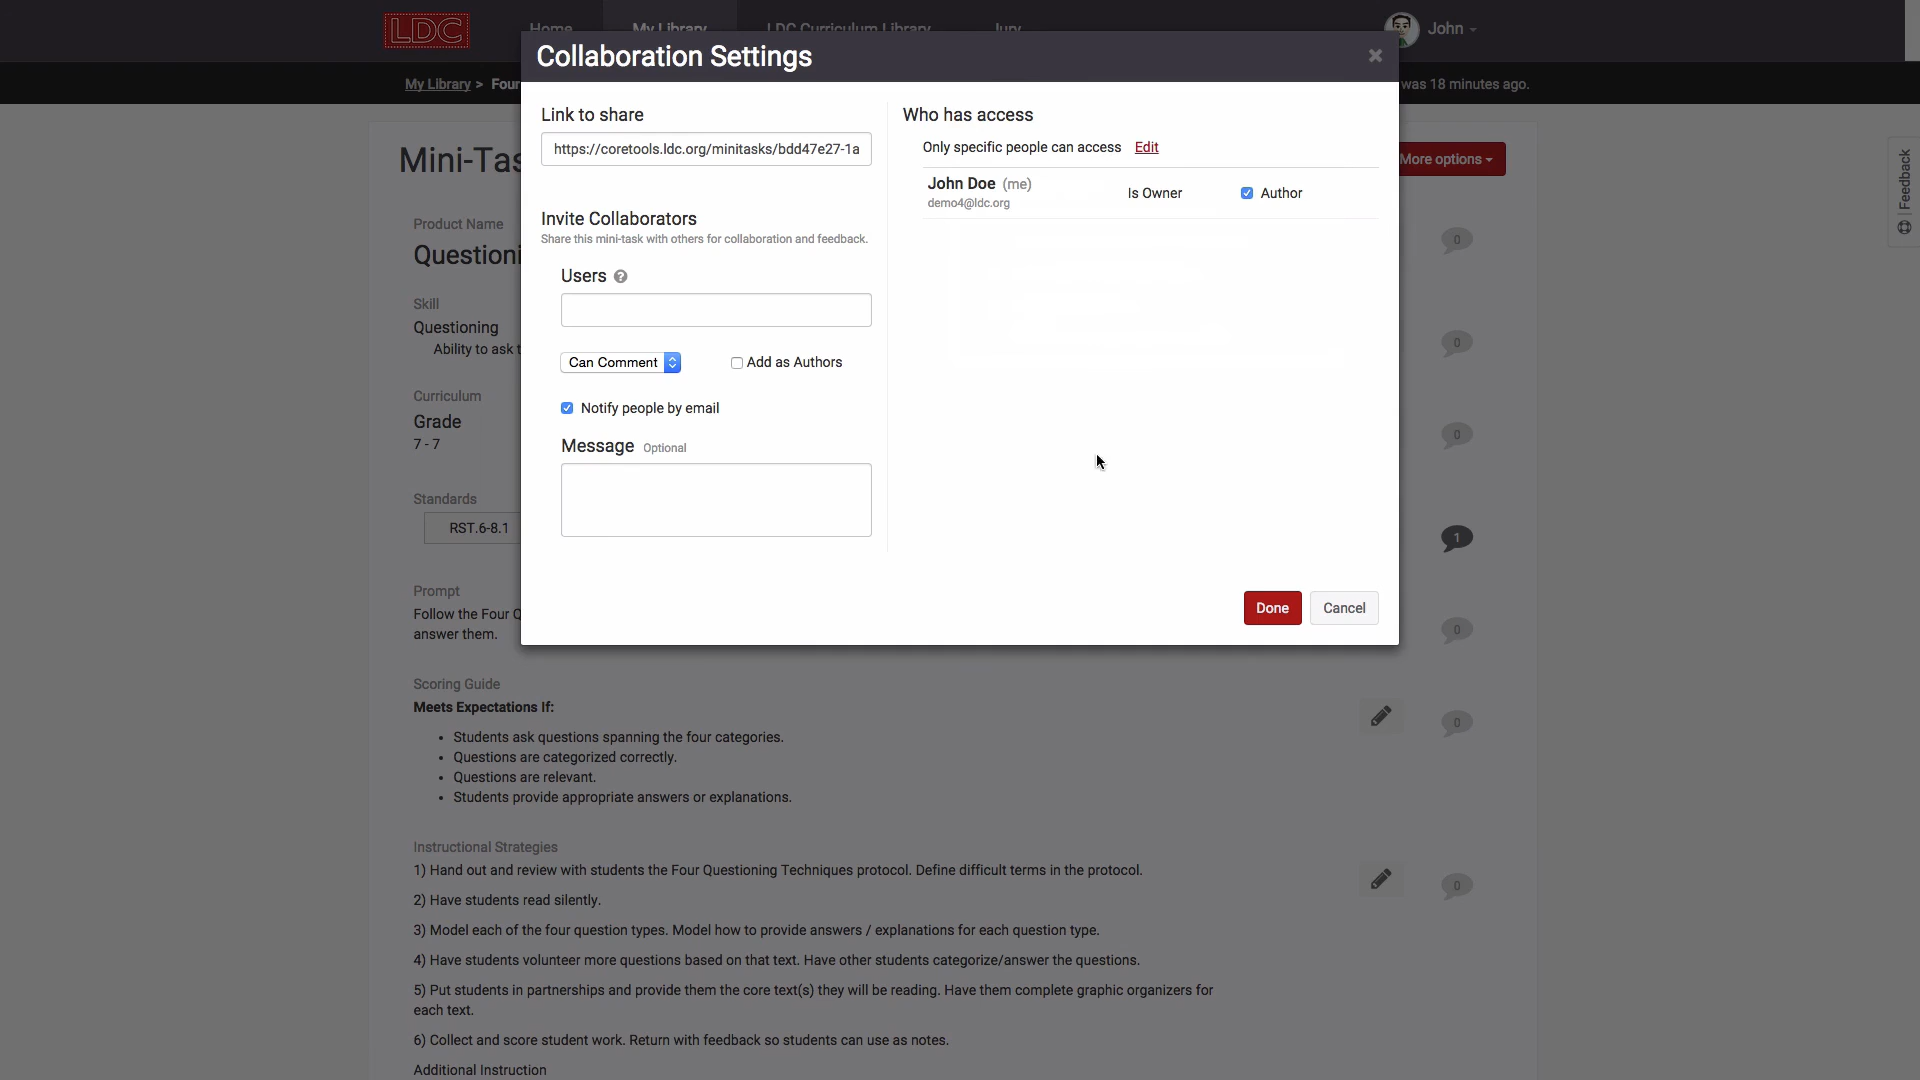 LDC
Home
My Library
LDC Curriculum Library
Jury
John
Collaboration Settings
My Library > Four
was 18 minutes ago.
Link to share
https://coretools.ldc.org/minitasks/bdd47e27-1a
Who has access
Only specific people can access Edit
John Doe (me)
demo4@ldc.org
Is Owner
Author
Invite Collaborators
Share this mini-task with others for collaboration and feedback.
Users ?
Can Comment
Add as Authors
Notify people by email
Message Optional
Done
Cancel
Mini-Tas
More options
Feedback
Product Name
Questioni
0
Skill
Questioning
Ability to ask t
0
Curriculum
Grade
7 - 7
0
Standards
RST.6-8.1
1
Prompt
Follow the Four Q
answer them.
0
Scoring Guide
Meets Expectations If:
• Students ask questions spanning the four categories.
• Questions are categorized correctly.
• Questions are relevant.
• Students provide appropriate answers or explanations.
0
Instructional Strategies
1) Hand out and review with students the Four Questioning Techniques protocol. Define difficult terms in the protocol.
2) Have students read silently.
3) Model each of the four question types. Model how to provide answers / explanations for each question type.
4) Have students volunteer more questions based on that text. Have other students categorize/answer the questions.
5) Put students in partnerships and provide them the core text(s) they will be reading. Have them complete graphic organizers for
each text.
6) Collect and score student work. Return with feedback so students can use as notes.
0
Additional Instruction